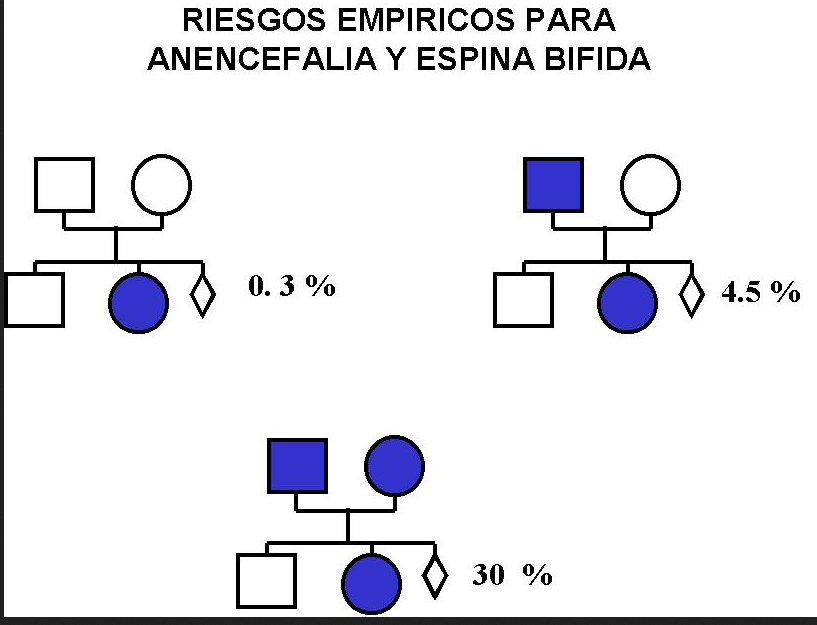 RIESGOS EMPIRICOS PARA
ANENCEFALIA Y ESPINA BIFIDA
0. 3 %
4.5 %
30 %